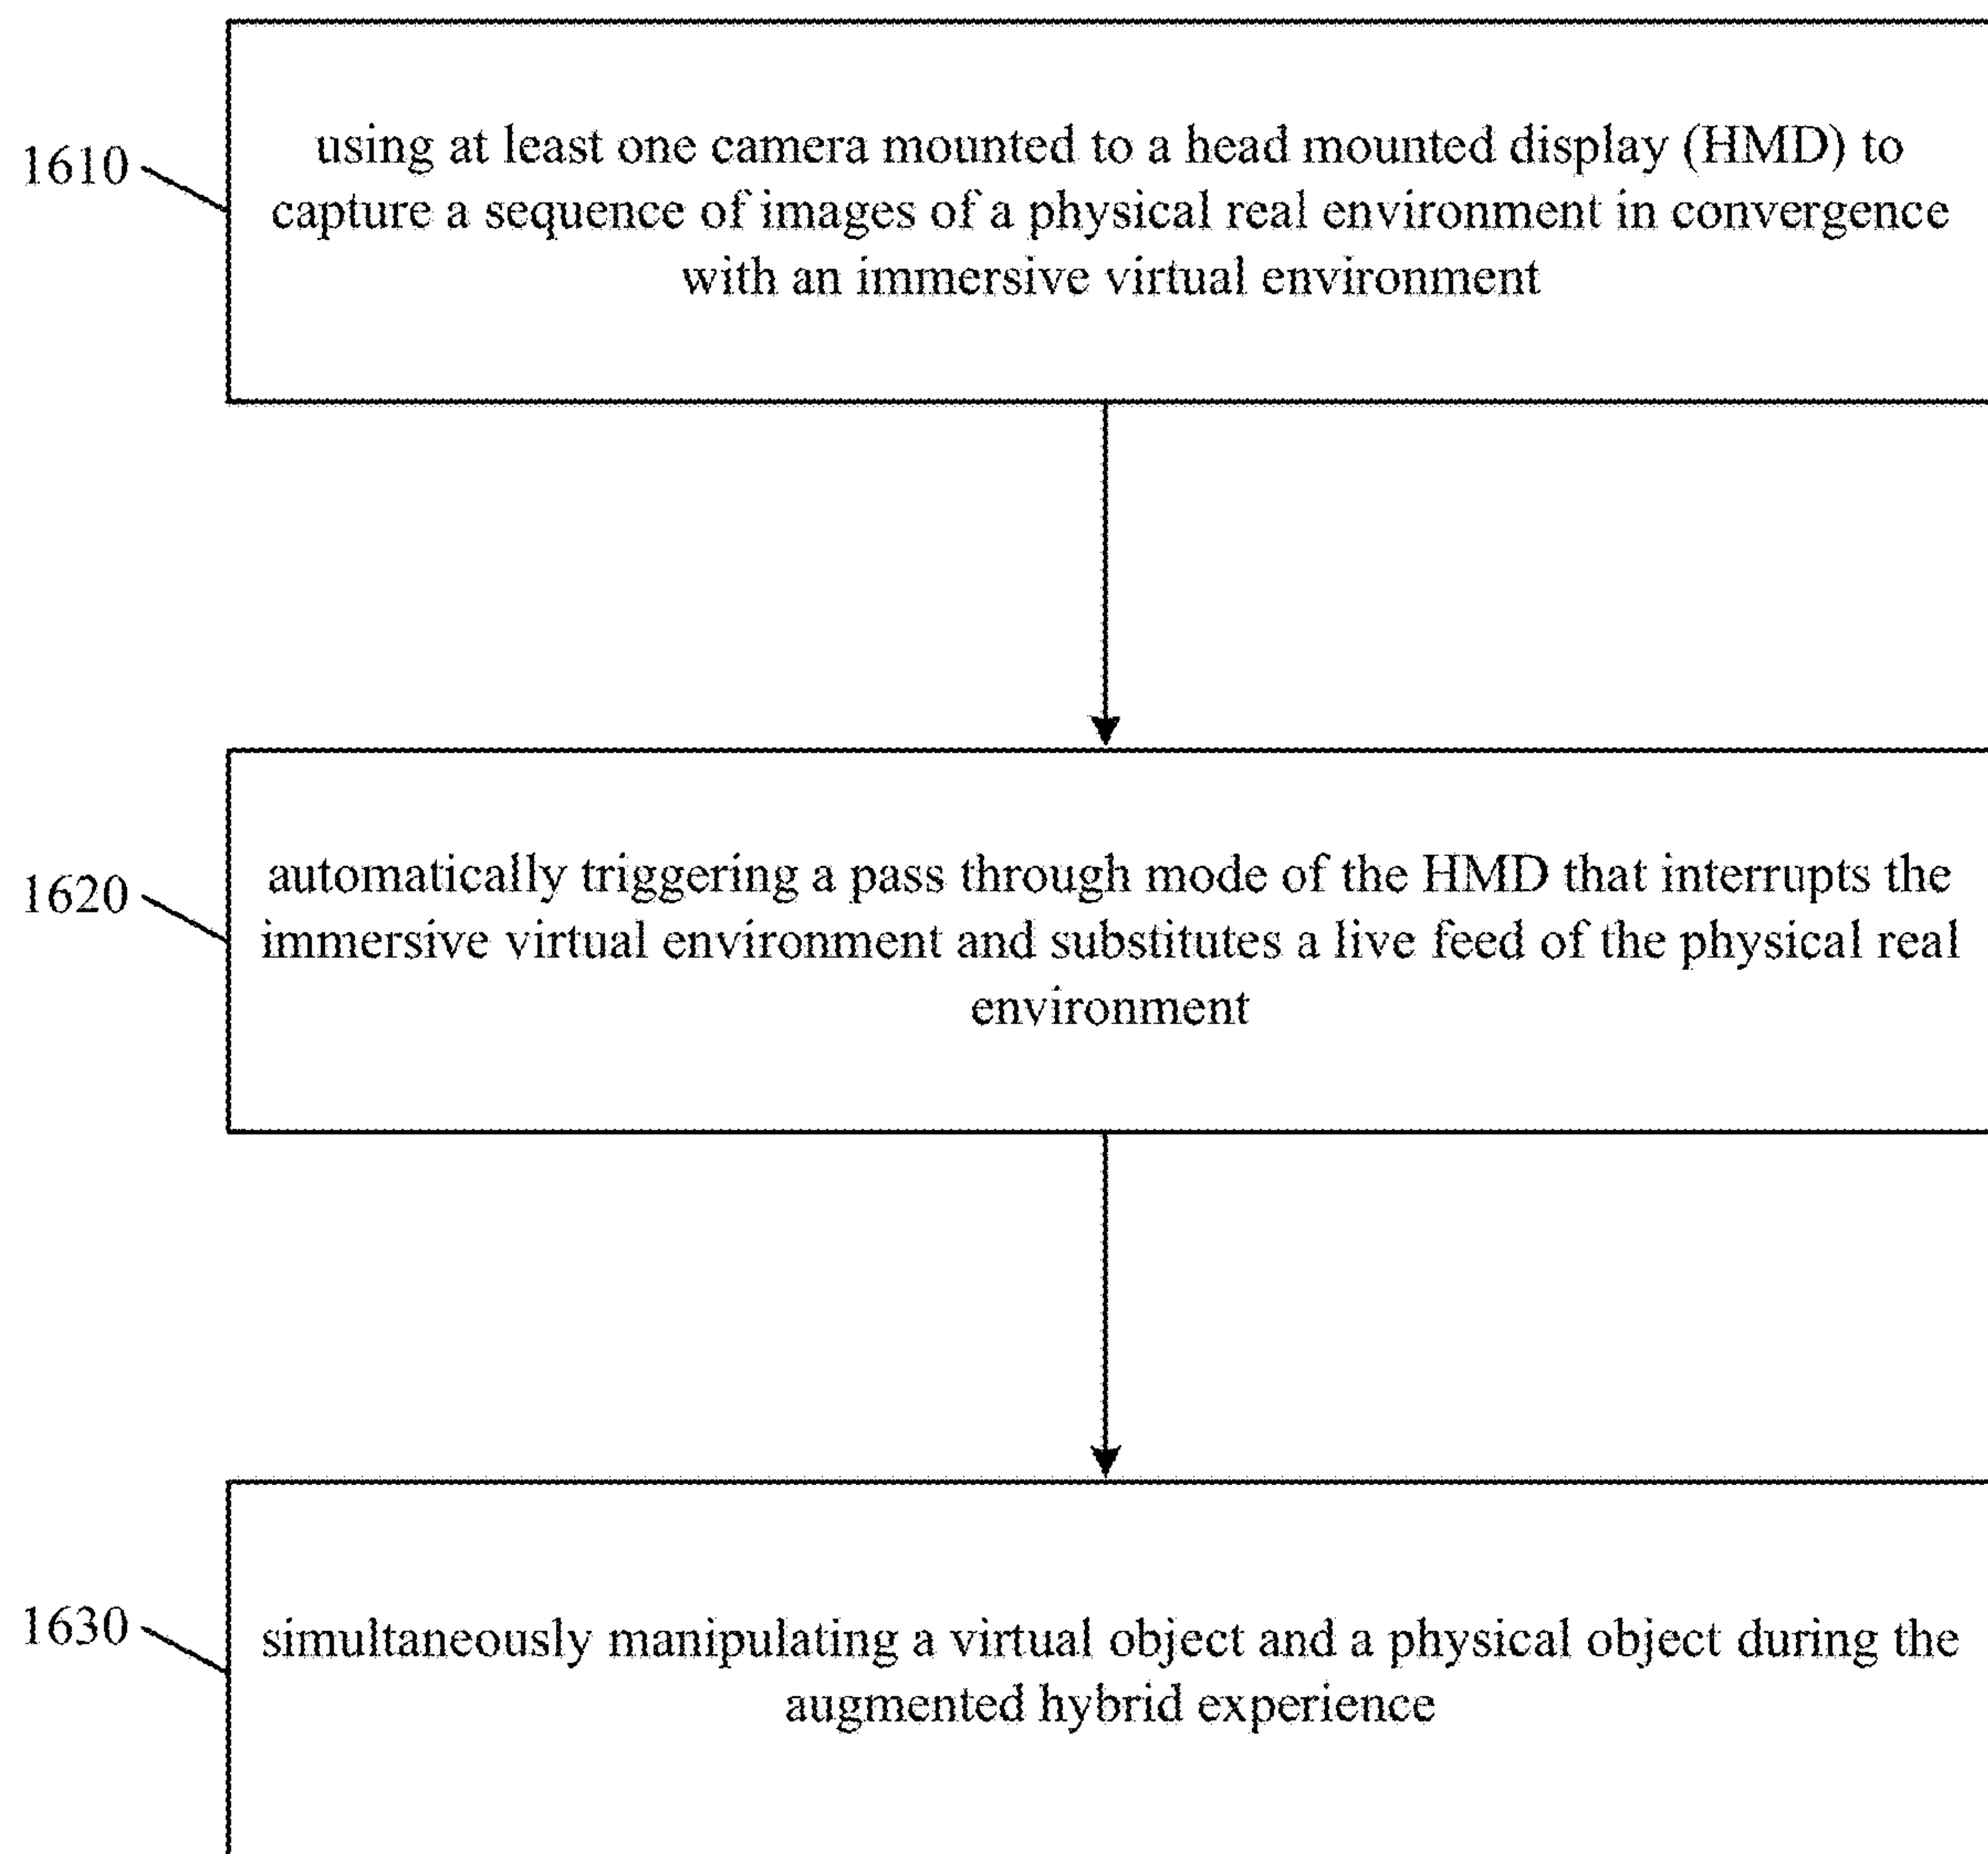 1610
using at least one camera mounted to a head mounted display (HMD) to
capture a sequence of images of a physical real environment in convergence
with an immersive virtual environment
1620
automatically triggering a pass through mode of the HMD that interrupts the
immersive virtual environment and substitutes a live feed of the physical real
environment
1630
simultaneously manipulating a virtual object and a physical object during the
augmented hybrid experience